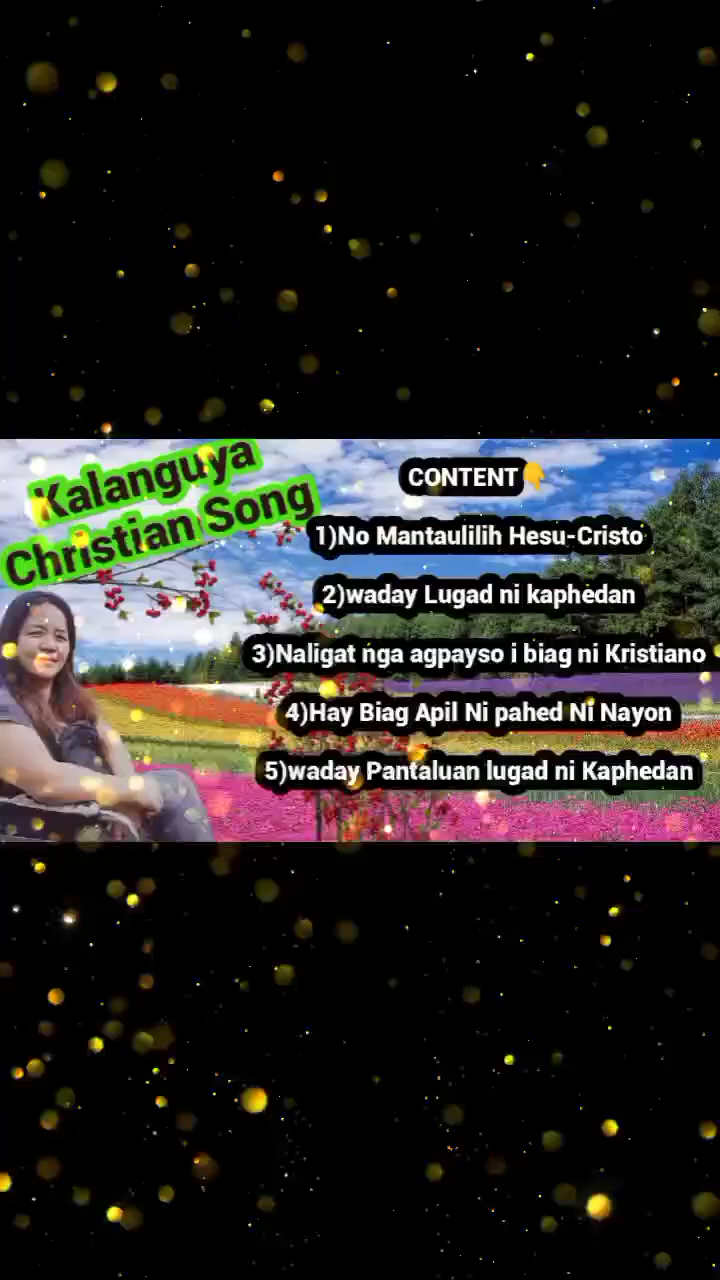 Kalanguya
Christian Song
CONTENT👇
1)No Mantaulilih Hesu-Cristo
2)waday Lugad ni kaphedan
3)Naligat nga agpayso i biag ni Kristiano
4)Hay Biag Apil Ni pahed Ni Nayon
5)waday Pantaluan lugad ni Kaphedan